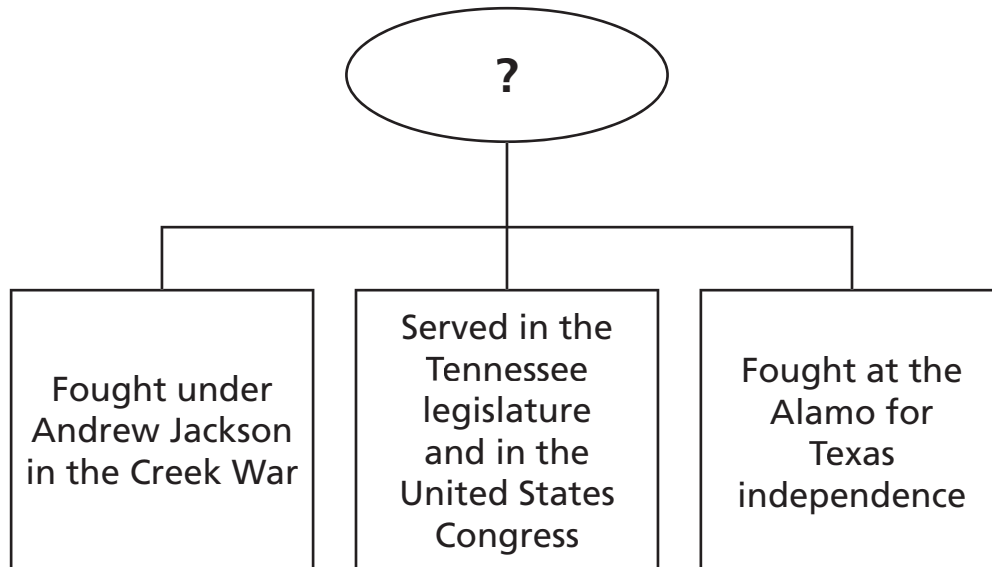 ?
Fought under
Andrew Jackson
in the Creek War
Served in the
Tennessee
legislature
and in the
United States
Congress
Fought at the
Alamo for
Texas
independence